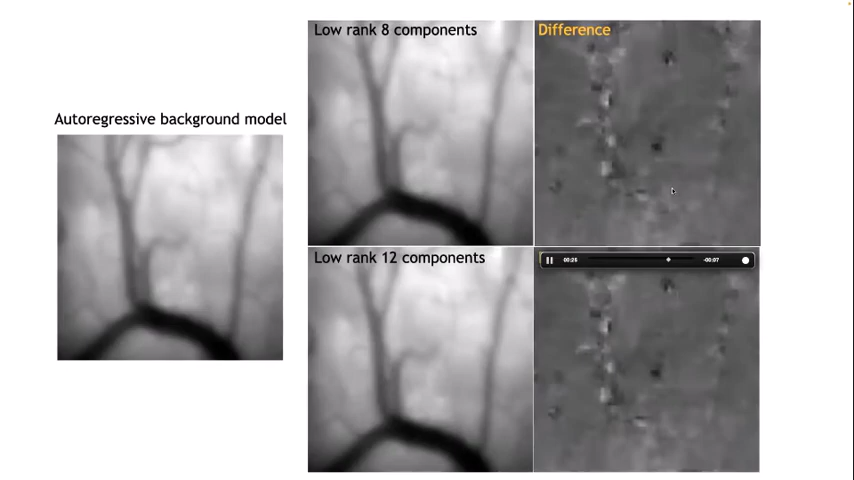 Low rank 8 components
Difference
Autoregressive background model
Low rank 12 components
00:25
-00:07